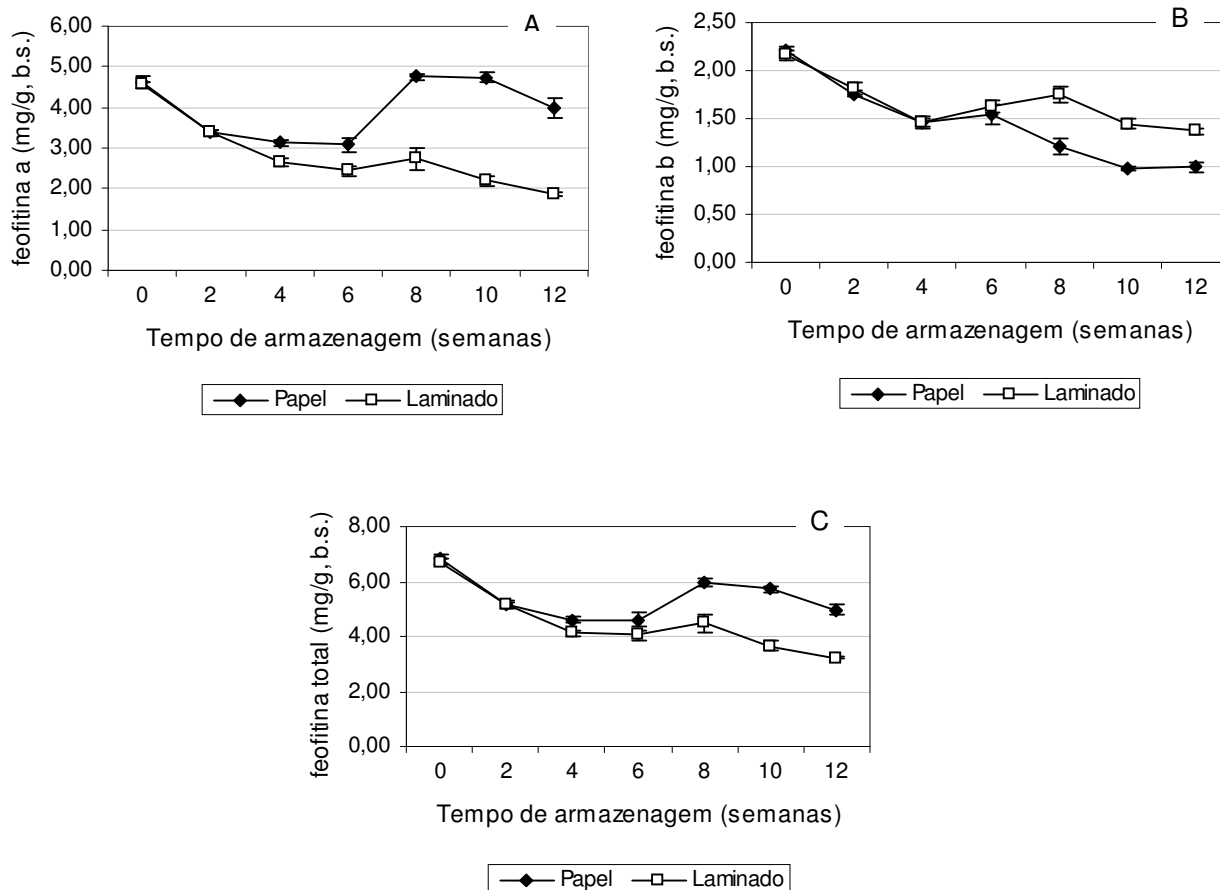 A
feofitina a (mg/g, b.s.)
6,00
5,00
4,00
3,00
2,00
1,00
0,00
0 2 4 6 8 10 12
Tempo de armazenagem (semanas)
Papel Laminado
B
feofitina b (mg/g, b.s.)
2,50
2,00
1,50
1,00
0,50
0,00
0 2 4 6 8 10 12
Tempo de armazenagem (semanas)
Papel Laminado
C
feofitina total (mg/g, b.s.)
8,00
6,00
4,00
2,00
0,00
0 2 4 6 8 10 12
Tempo de armazenagem (semanas)
Papel Laminado